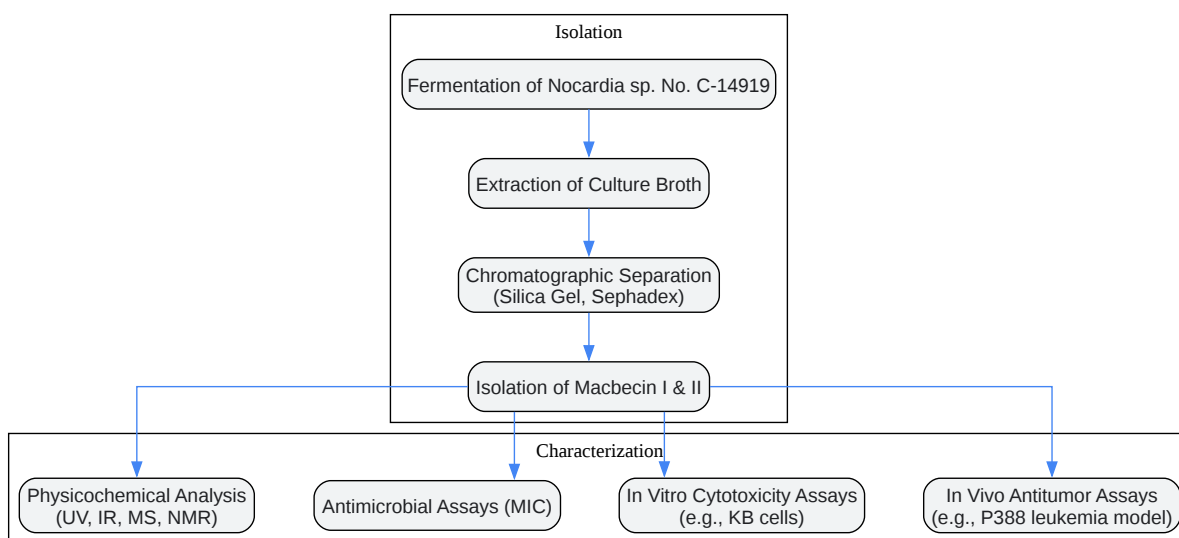 Isolation
Fermentation of Nocardia sp. No. C-14919
Extraction of Culture Broth
Chromatographic Separation
(Silica Gel, Sephadex)
Isolation of Macbecin I & II
Characterization
Physicochemical Analysis
(UV, IR, MS, NMR)
Antimicrobial Assays (MIC)
In Vitro Cytotoxicity Assays
(e.g., KB cells)
In Vivo Antitumor Assays
(e.g., P388 leukemia model)